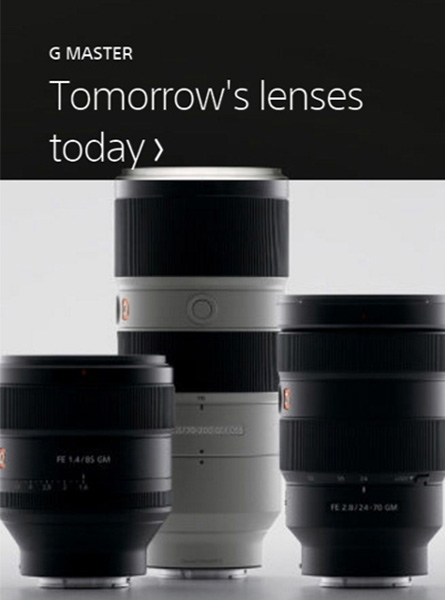 G MASTER
Tomorrow's lenses
today ›
FE 1.4/85 GM
FE 2.8/24-70 GM